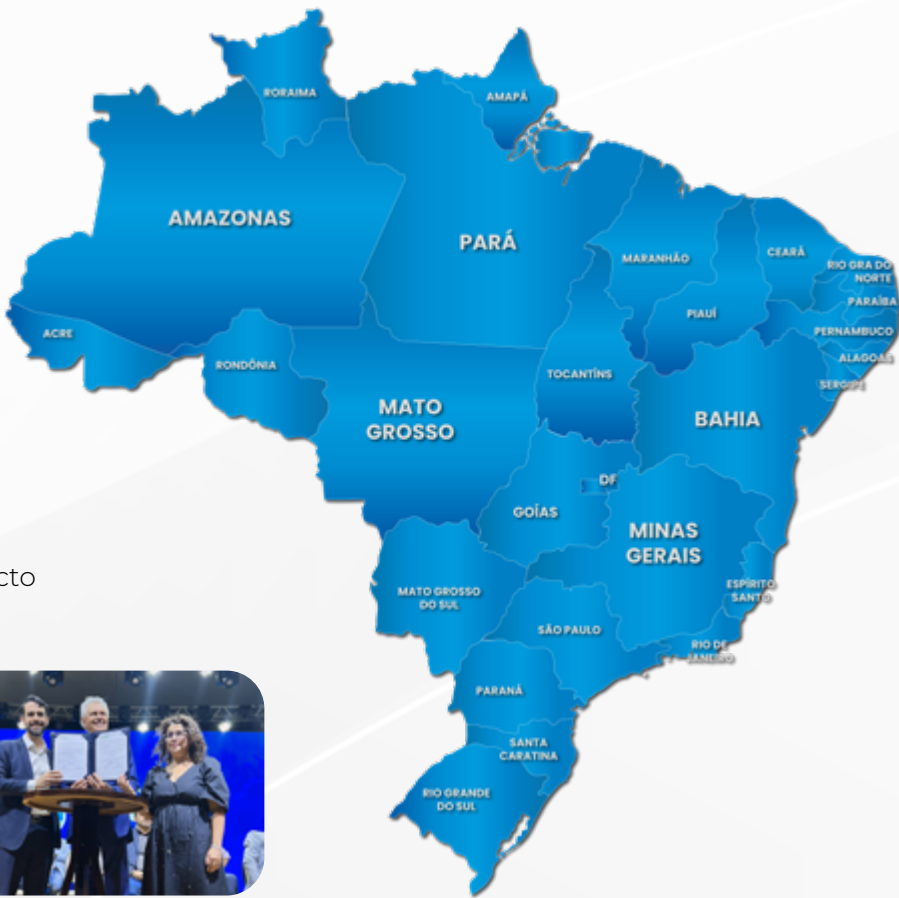 RORAIMA
AMAPÁ
AMAZONAS
PARÁ
MARANHÃO
CEARÁ
RIO GRA DO
NORTE
PARAÍBA
PIAUÍ
PERNAMBUCO
ACRE
RONDÔNIA
TOCANTÍNS
ALAGOAS
SERGIPE
MATO
GROSSO
BAHIA
DF
GOÍAS
MINAS
GERAIS
cto
MATO GROSSO
DO SUL
ESPÍRITO
SANTO
SÃO PAULO
RIO DE
JANEIRO
PARANÁ
SANTA
CARATINA
RIO GRANDE
DO SUL